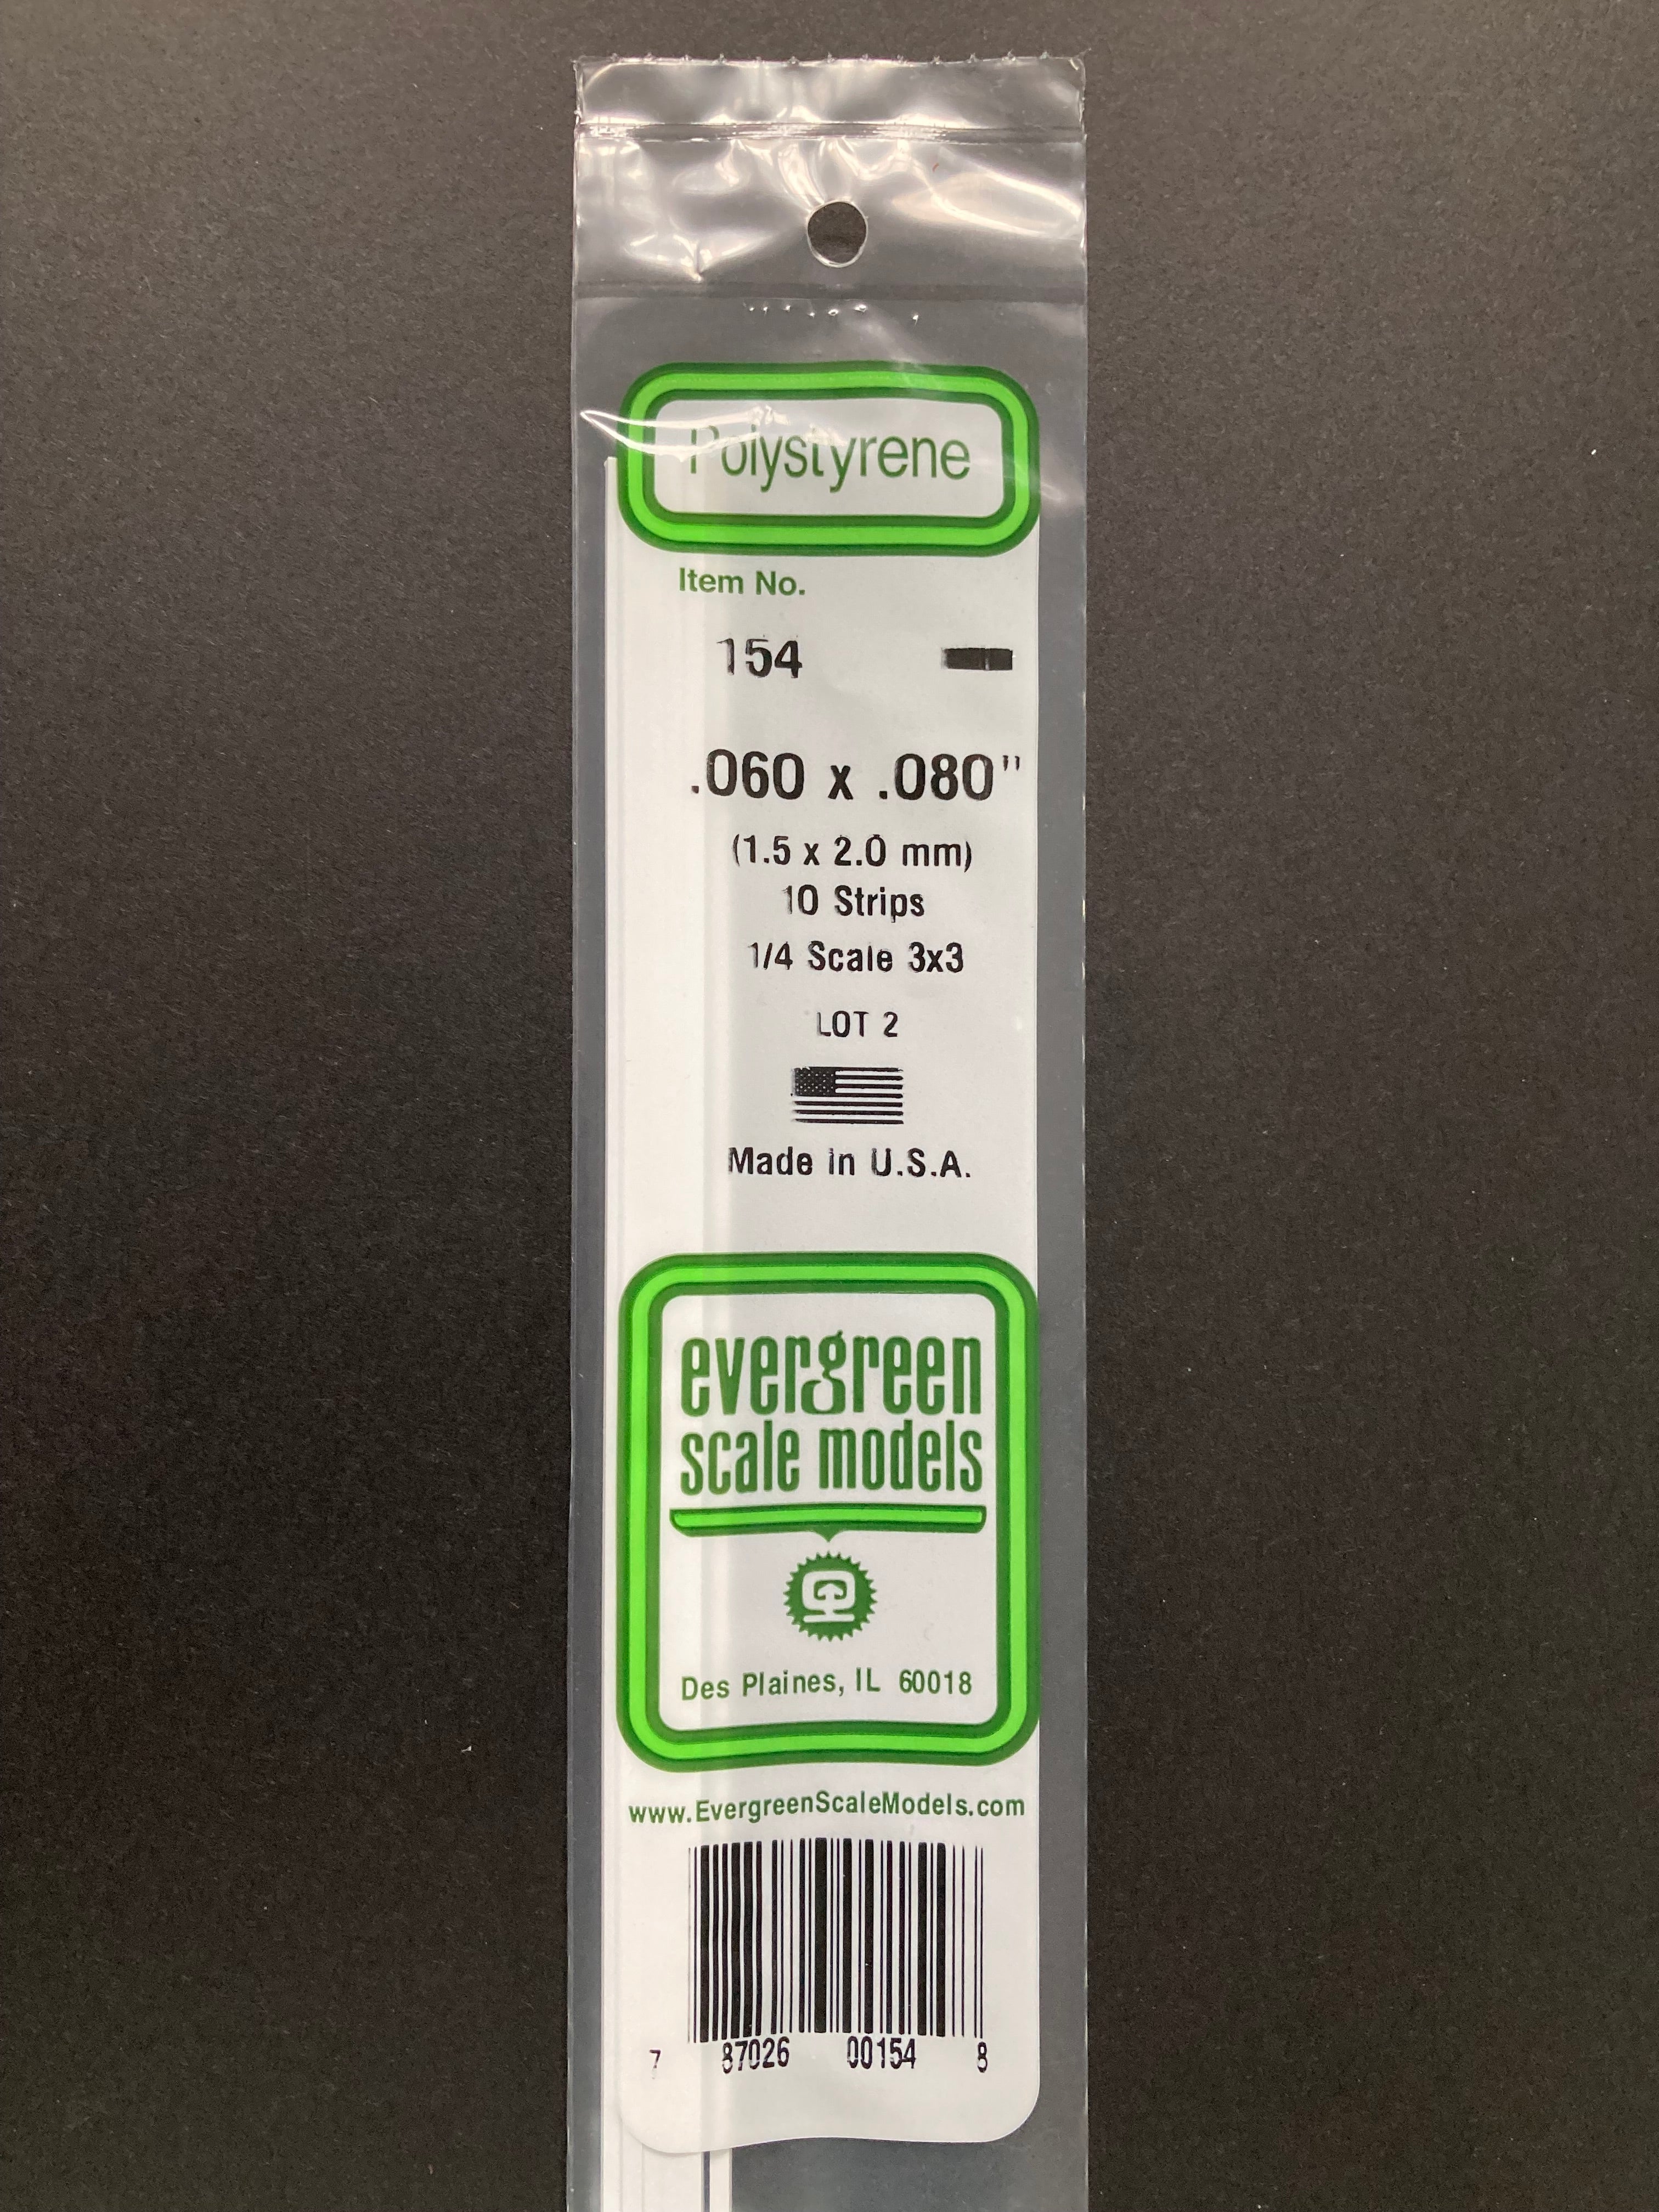 Polystyrene
Item No.
154
.060 x .080"
(1.5 x 2.0 mm)
10 Strips
1/4 Scale 3x3
LOT 2
Made in U.S.A.
evergreen
scale models
Des Plaines, IL 60018
www.EvergreenScaleModels.com
7 87026 00154 8